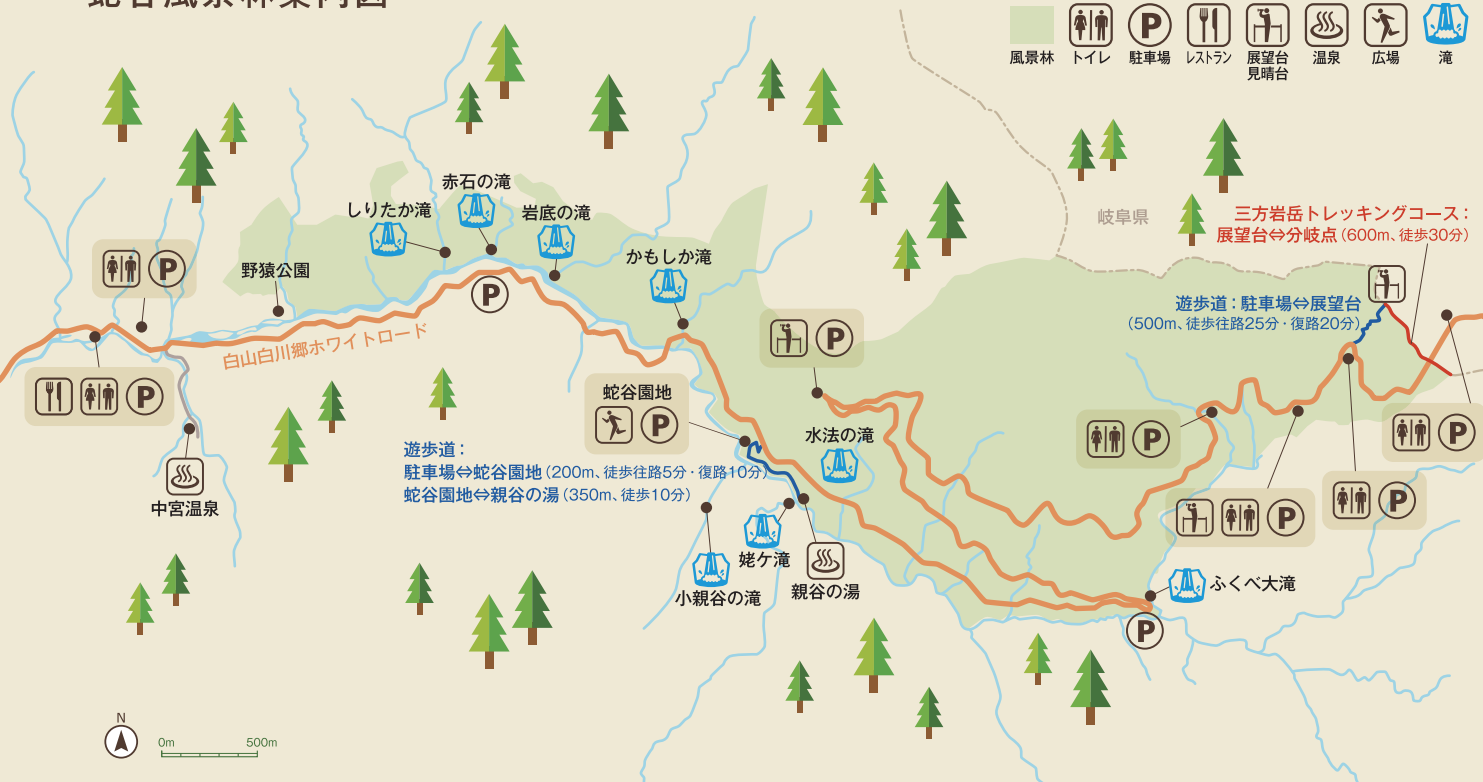 蛇谷風景林案内図
風景林
トイレ
P
駐車場
レストラン
展望台
見晴台
温泉
広場
滝
岐阜県
三方岩岳トレッキングコース：
展望台⇔分岐点（600m、徒歩30分）
赤石の滝
しりたか滝
岩底の滝
かもしか滝
野猿公園
P
P
白山白川郷ホワイトロード
遊歩道：駐車場⇔展望台
（500m、徒歩往路25分・復路20分）
P
P
蛇谷園地
P
水法の滝
P
P
遊歩道：
駐車場⇔蛇谷園地（200m、徒歩往路5分・復路10分）
蛇谷園地⇔親谷の湯（350m、徒歩10分）
中宮温泉
P
P
姥ケ滝
小親谷の滝
親谷の湯
ふくべ大滝
P
N
0m
500m